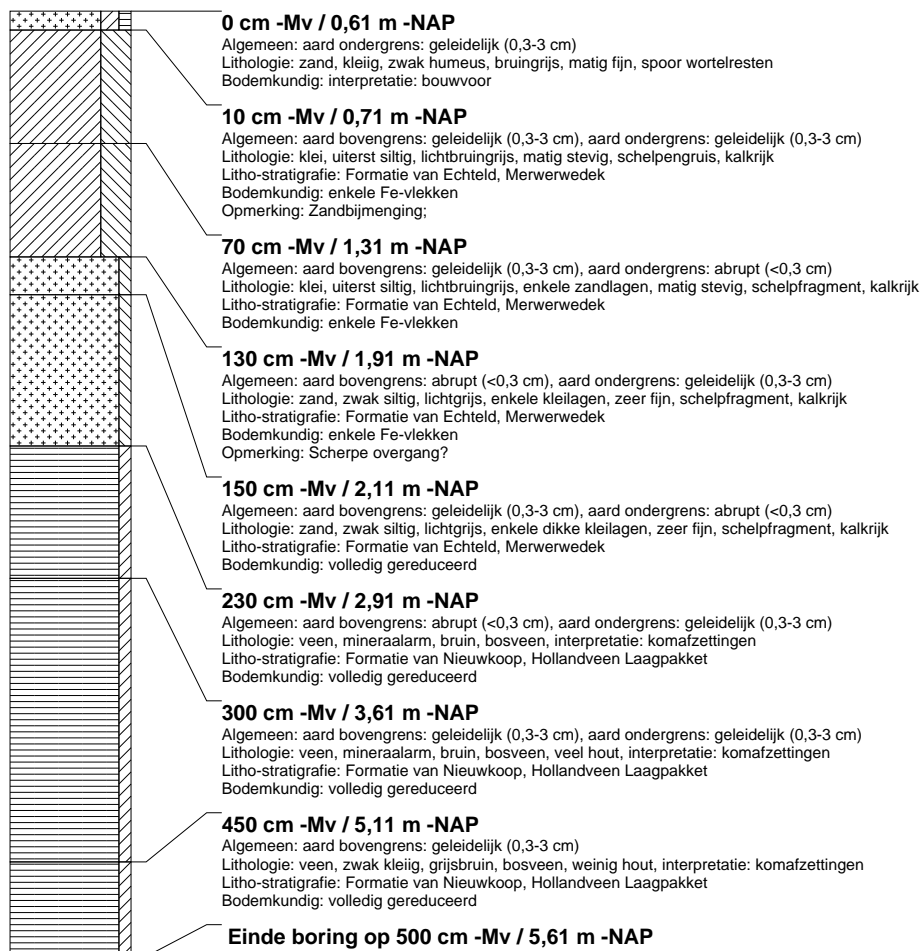 0 cm -Mv / 0,61 m -NAP
Algemeen: aard ondergrens: geleidelijk (0,3-3 cm)
Lithologie: zand, kleiig, zwak humeus, bruingrijs, matig fijn, spoor wortelresten
Bodemkundig: interpretatie: bouwvoor
10 cm -Mv / 0,71 m -NAP
Algemeen: aard bovengrens: geleidelijk (0,3-3 cm), aard ondergrens: geleidelijk (0,3-3 cm)
Lithologie: klei, uiterst siltig, lichtbruingrijs, matig stevig, schelpengruis, kalkrijk
Litho-stratigrafie: Formatie van Echteld, Merwerwedek
Bodemkundig: enkele Fe-vlekken
Opmerking: Zandbijmenging;
70 cm -Mv / 1,31 m -NAP
Algemeen: aard bovengrens: geleidelijk (0,3-3 cm), aard ondergrens: abrupt (<0,3 cm)
Lithologie: klei, uiterst siltig, lichtbruingrijs, enkele zandlagen, matig stevig, schelpfragment, kalkrijk
Litho-stratigrafie: Formatie van Echteld, Merwerwedek
Bodemkundig: enkele Fe-vlekken
130 cm -Mv / 1,91 m -NAP
Algemeen: aard bovengrens: abrupt (<0,3 cm), aard ondergrens: geleidelijk (0,3-3 cm)
Lithologie: zand, zwak siltig, lichtgrijs, enkele kleilagen, zeer fijn, schelpfragment, kalkrijk
Litho-stratigrafie: Formatie van Echteld, Merwerwedek
Bodemkundig: enkele Fe-vlekken
Opmerking: Scherpe overgang?
150 cm -Mv / 2,11 m -NAP
Algemeen: aard bovengrens: geleidelijk (0,3-3 cm), aard ondergrens: abrupt (<0,3 cm)
Lithologie: zand, zwak siltig, lichtgrijs, enkele dikke kleilagen, zeer fijn, schelpfragment, kalkrijk
Litho-stratigrafie: Formatie van Echteld, Merwerwedek
Bodemkundig: volledig gereduceerd
230 cm -Mv / 2,91 m -NAP
Algemeen: aard bovengrens: abrupt (<0,3 cm), aard ondergrens: geleidelijk (0,3-3 cm)
Lithologie: veen, mineraalarm, bruin, bosveen, interpretatie: komafzettingen
Litho-stratigrafie: Formatie van Nieuwkoop, Hollandveen Laagpakket
Bodemkundig: volledig gereduceerd
300 cm -Mv / 3,61 m -NAP
Algemeen: aard bovengrens: geleidelijk (0,3-3 cm), aard ondergrens: geleidelijk (0,3-3 cm)
Lithologie: veen, mineraalarm, bruin, bosveen, veel hout, interpretatie: komafzettingen
Litho-stratigrafie: Formatie van Nieuwkoop, Hollandveen Laagpakket
Bodemkundig: volledig gereduceerd
450 cm -Mv / 5,11 m -NAP
Algemeen: aard bovengrens: geleidelijk (0,3-3 cm)
Lithologie: veen, zwak kleiig, grijsbruin, bosveen, weinig hout, interpretatie: komafzettingen
Litho-stratigrafie: Formatie van Nieuwkoop, Hollandveen Laagpakket
Bodemkundig: volledig gereduceerd
Einde boring op 500 cm -Mv / 5,61 m -NAP